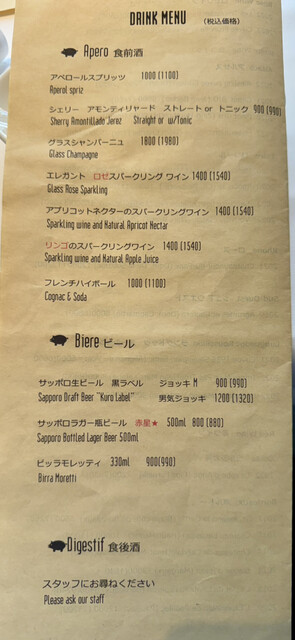 DRINK MENU (税込価格)
Apero 食前酒
アペロールスプリッツ 1000 (1100)
Aperol spriz
シェリー アモンティリャード ストレート or トニック 900 (990)
Sherry Amontillado Jerez Straight or w/Tonic
グラスシャンパーニュ 1800 (1980)
Glass Champagne
エレガント ロゼスパークリング ワイン 1400 (1540)
Glass Rose Sparkling
アプリコットネクターのスパークリングワイン 1400 (1540)
Sparkling wine and Natural Apricot Nectar
リンゴのスパークリングワイン 1400 (1540)
Sparkling wine and Natural Apple Juice
フレンチハイボール 1000 (1100)
Cognac & Soda
Biere ビール
サッポロ生ビール 黒ラベル ジョッキ M 900 (990)
Sapporo Draft Beer "Kuro Label" 男気ジョッキ 1200 (1320)
サッポロラガー瓶ビール 赤星★ 500ml 800 (880)
Sapporo Bottled Lager Beer 500ml
ビッラモレッティ 330ml 900(990)
Birra Moretti
Digestif 食後酒
スタッフにお尋ねください
Please ask our staff